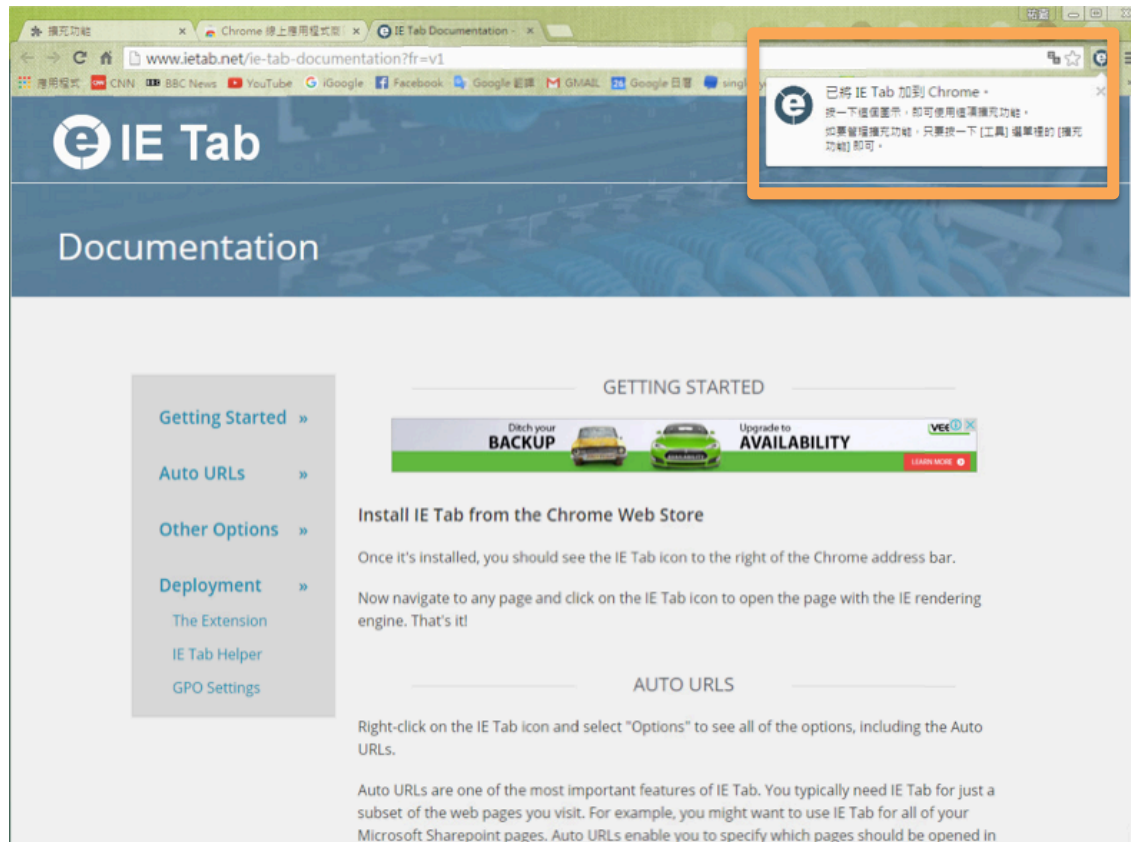 祐萱
擴充功能
Chrome 線上應用程式商
IE Tab Documentation -
www.ietab.net/ie-tab-documentation?fr=v1
應用程式 CNN BBC News YouTube iGoogle Facebook Google 翻譯 GMAIL 26 Google 日曆
已將 IE Tab 加到 Chrome。
按一下這個圖示，即可使用這項擴充功能。
如要管理擴充功能，只要按一下 [工具] 選單裡的 [擴充
功能] 即可。
IE Tab
Documentation
Getting Started »
Auto URLs »
Other Options »
Deployment »
The Extension
IE Tab Helper
GPO Settings
GETTING STARTED
Ditch your
BACKUP
Upgrade to
AVAILABILITY
AVAILABILITY
LEARN MORE
Install IE Tab from the Chrome Web Store
Once it's installed, you should see the IE Tab icon to the right of the Chrome address bar.
Now navigate to any page and click on the IE Tab icon to open the page with the IE rendering
engine. That's it!
AUTO URLS
Right-click on the IE Tab icon and select "Options" to see all of the options, including the Auto
URLs.
Auto URLs are one of the most important features of IE Tab. You typically need IE Tab for just a
subset of the web pages you visit. For example, you might want to use IE Tab for all of your
Microsoft Sharepoint pages. Auto URLs enable you to specify which pages should be opened in